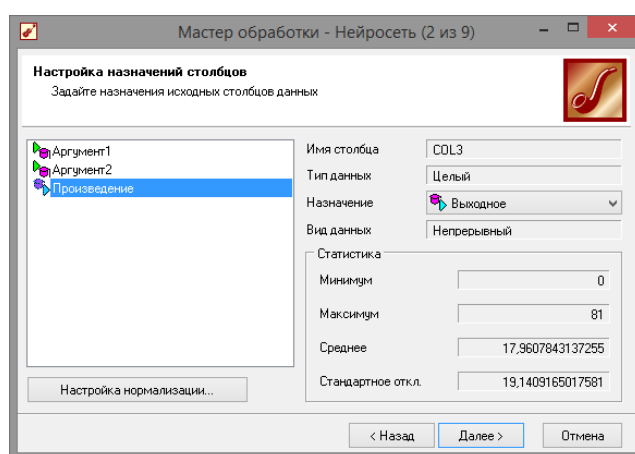 Мастер обработки - Нейросеть (2 из 9)
Настройка назначений столбцов
Задайте назначения исходных столбцов данных
Аргумент1
Аргумент2
Произведение
Имя столбца COL3
Тип данных Целый
Назначение Выходное
Вид данных Непрерывный
Статистика
Минимум 0
Максимум 81
Среднее 17,9607843137255
Стандартное откл. 19,1409165017581
Настройка нормализации...
< Назад Далее > Отмена